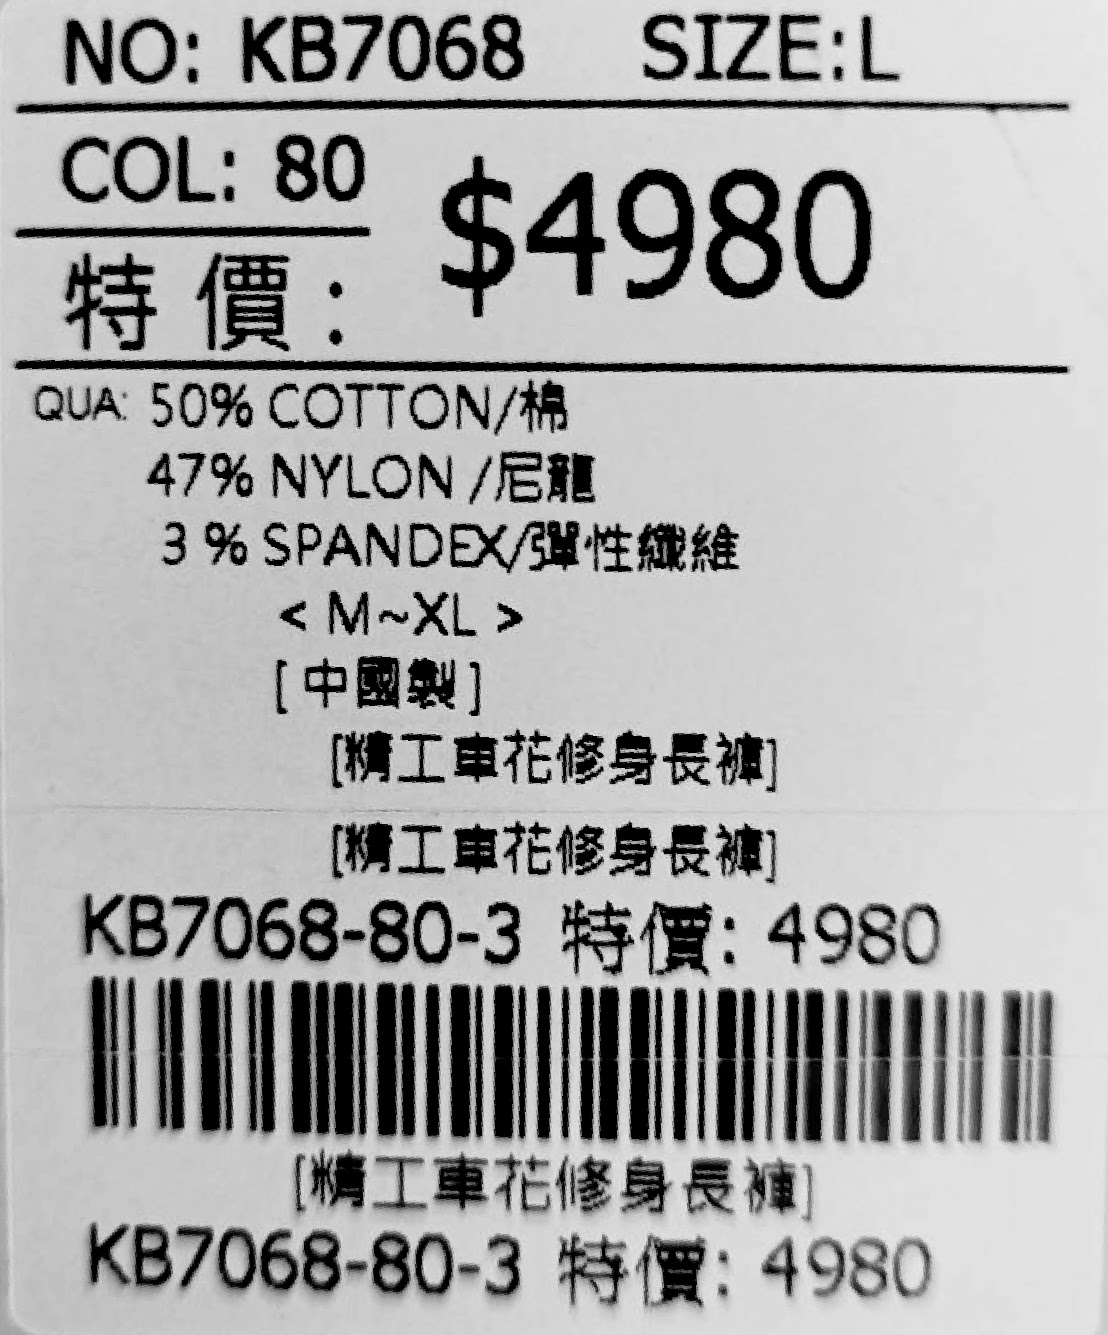 NO: KB7068 SIZE:L
COL: 80
$4980
特價:
QUA: 50% COTTON/棉
47% NYLON /尼龍
3 % SPANDEX/彈性纖維
< M~XL >
[中國製]
[精工車花修身長褲]
[精工車花修身長褲]
KB7068-80-3 特價: 4980
[精工車花修身長褲]
KB7068-80-3 特價: 4980